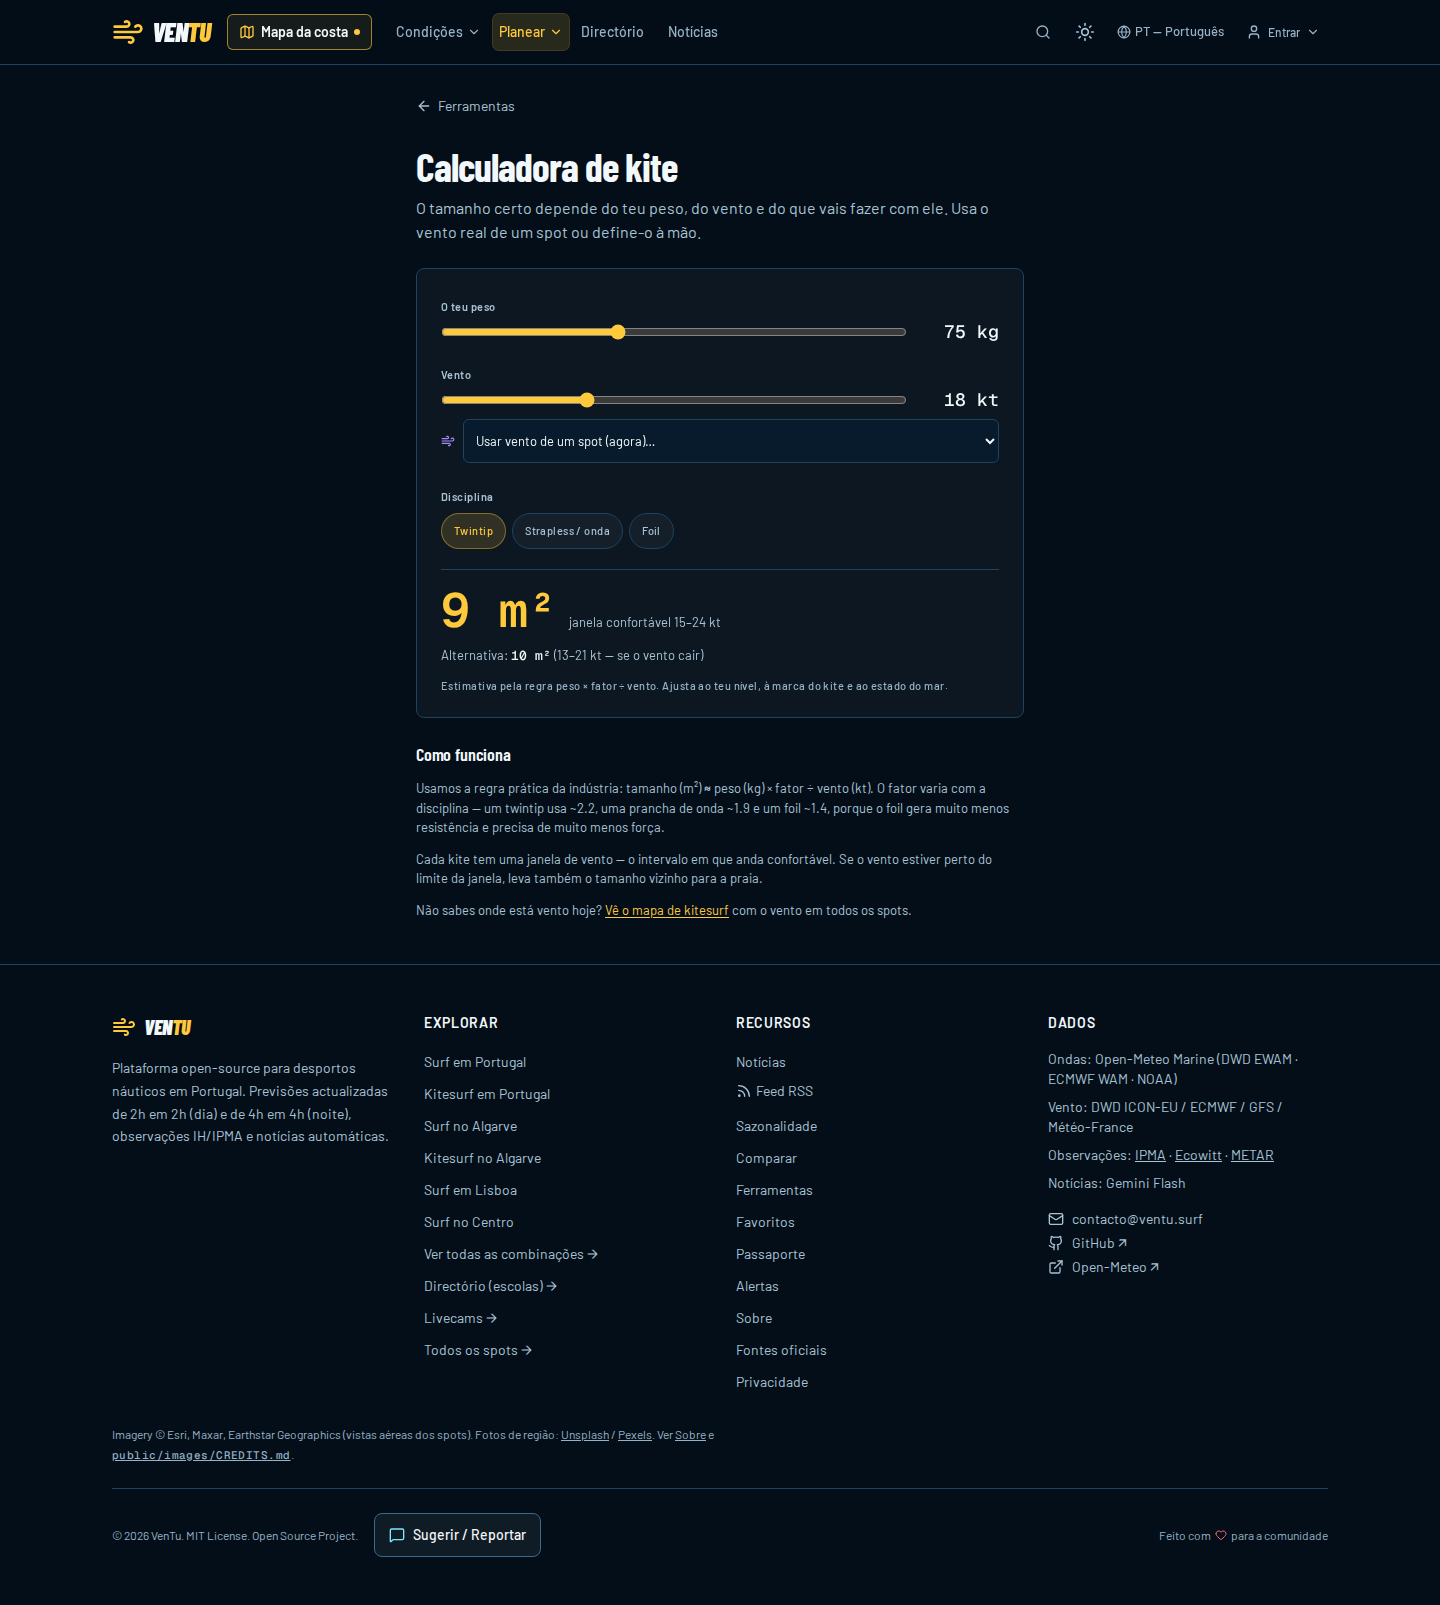 VENTU
Mapa da costa
Condições
Planear
Directório
Notícias
PT — Português
Entrar
Ferramentas
Calculadora de kite
O tamanho certo depende do teu peso, do vento e do que vais fazer com ele. Usa o
vento real de um spot ou define-o à mão.
O teu peso
75 kg
Vento
18 kt
Usar vento de um spot (agora)…
Disciplina
Twintip
Strapless / onda
Foil
9 m² janela confortável 15–24 kt
Alternativa: 10 m² (13–21 kt — se o vento cair)
Estimativa pela regra peso × fator ÷ vento. Ajusta ao teu nível, à marca do kite e ao estado do mar.
Como funciona
Usamos a regra prática da indústria: tamanho (m²) ≈ peso (kg) × fator ÷ vento (kt). O fator varia com a
disciplina — um twintip usa ~2.2, uma prancha de onda ~1.9 e um foil ~1.4, porque o foil gera muito menos
resistência e precisa de muito menos força.
Cada kite tem uma janela de vento — o intervalo em que anda confortável. Se o vento estiver perto do
limite da janela, leva também o tamanho vizinho para a praia.
Não sabes onde está vento hoje? Vê o mapa de kitesurf com o vento em todos os spots.
VENTU
Plataforma open-source para desportos
náuticos em Portugal. Previsões actualizadas
de 2h em 2h (dia) e de 4h em 4h (noite),
observações IH/IPMA e notícias automáticas.
EXPLORAR
Surf em Portugal
Kitesurf em Portugal
Surf no Algarve
Kitesurf no Algarve
Surf em Lisboa
Surf no Centro
Ver todas as combinações →
Directório (escolas) →
Livecams →
Todos os spots →
RECURSOS
Notícias
Feed RSS
Sazonalidade
Comparar
Ferramentas
Favoritos
Passaporte
Alertas
Sobre
Fontes oficiais
Privacidade
DADOS
Ondas: Open-Meteo Marine (DWD EWAM ·
ECMWF WAM · NOAA)
Vento: DWD ICON-EU / ECMWF / GFS /
Météo-France
Observações: IPMA · Ecowitt · METAR
Notícias: Gemini Flash
contacto@ventu.surf
GitHub ↗
Open-Meteo ↗
Imagery © Esri, Maxar, Earthstar Geographics (vistas aéreas dos spots). Fotos de região: Unsplash / Pexels. Ver Sobre e
public/images/CREDITS.md.
© 2026 VenTu. MIT License. Open Source Project.
Sugerir / Reportar
Feito com ♡ para a comunidade